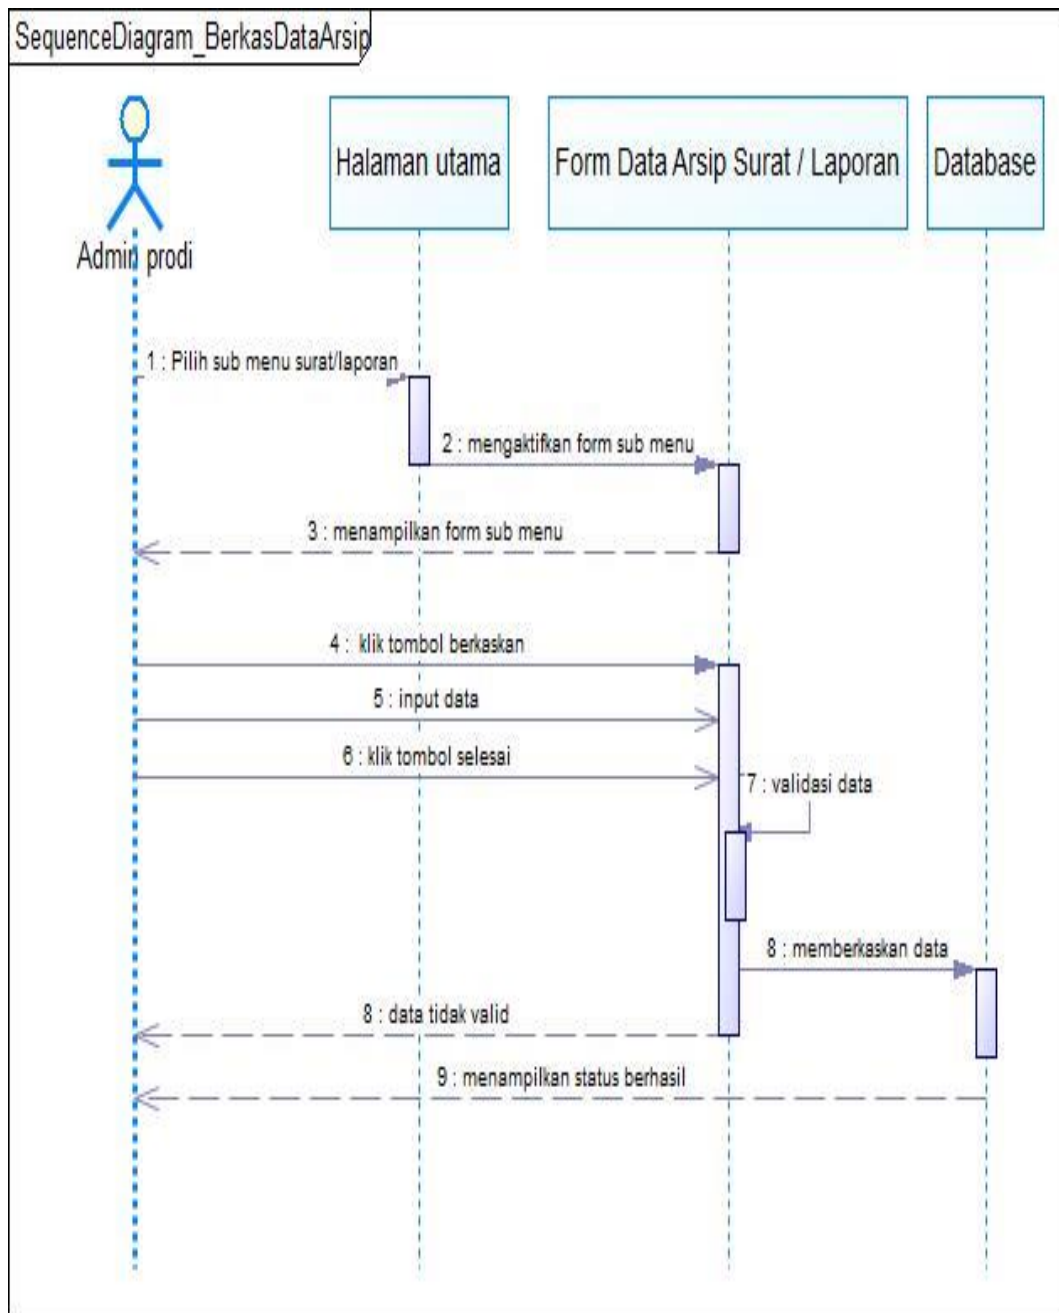 SequenceDiagram_BerkasDataArsip
Halaman utama
Form Data Arsip Surat / Laporan
Database
Admin prodi
1 : Pilih sub menu surat/laporan
2 : mengaktifkan form sub menu
3 : menampilkan form sub menu
4 : klik tombol berkaskan
5 : input data
6 : klik tombol selesai
7 : validasi data
8 : memberkaskan data
8 : data tidak valid
9 : menampilkan status berhasil